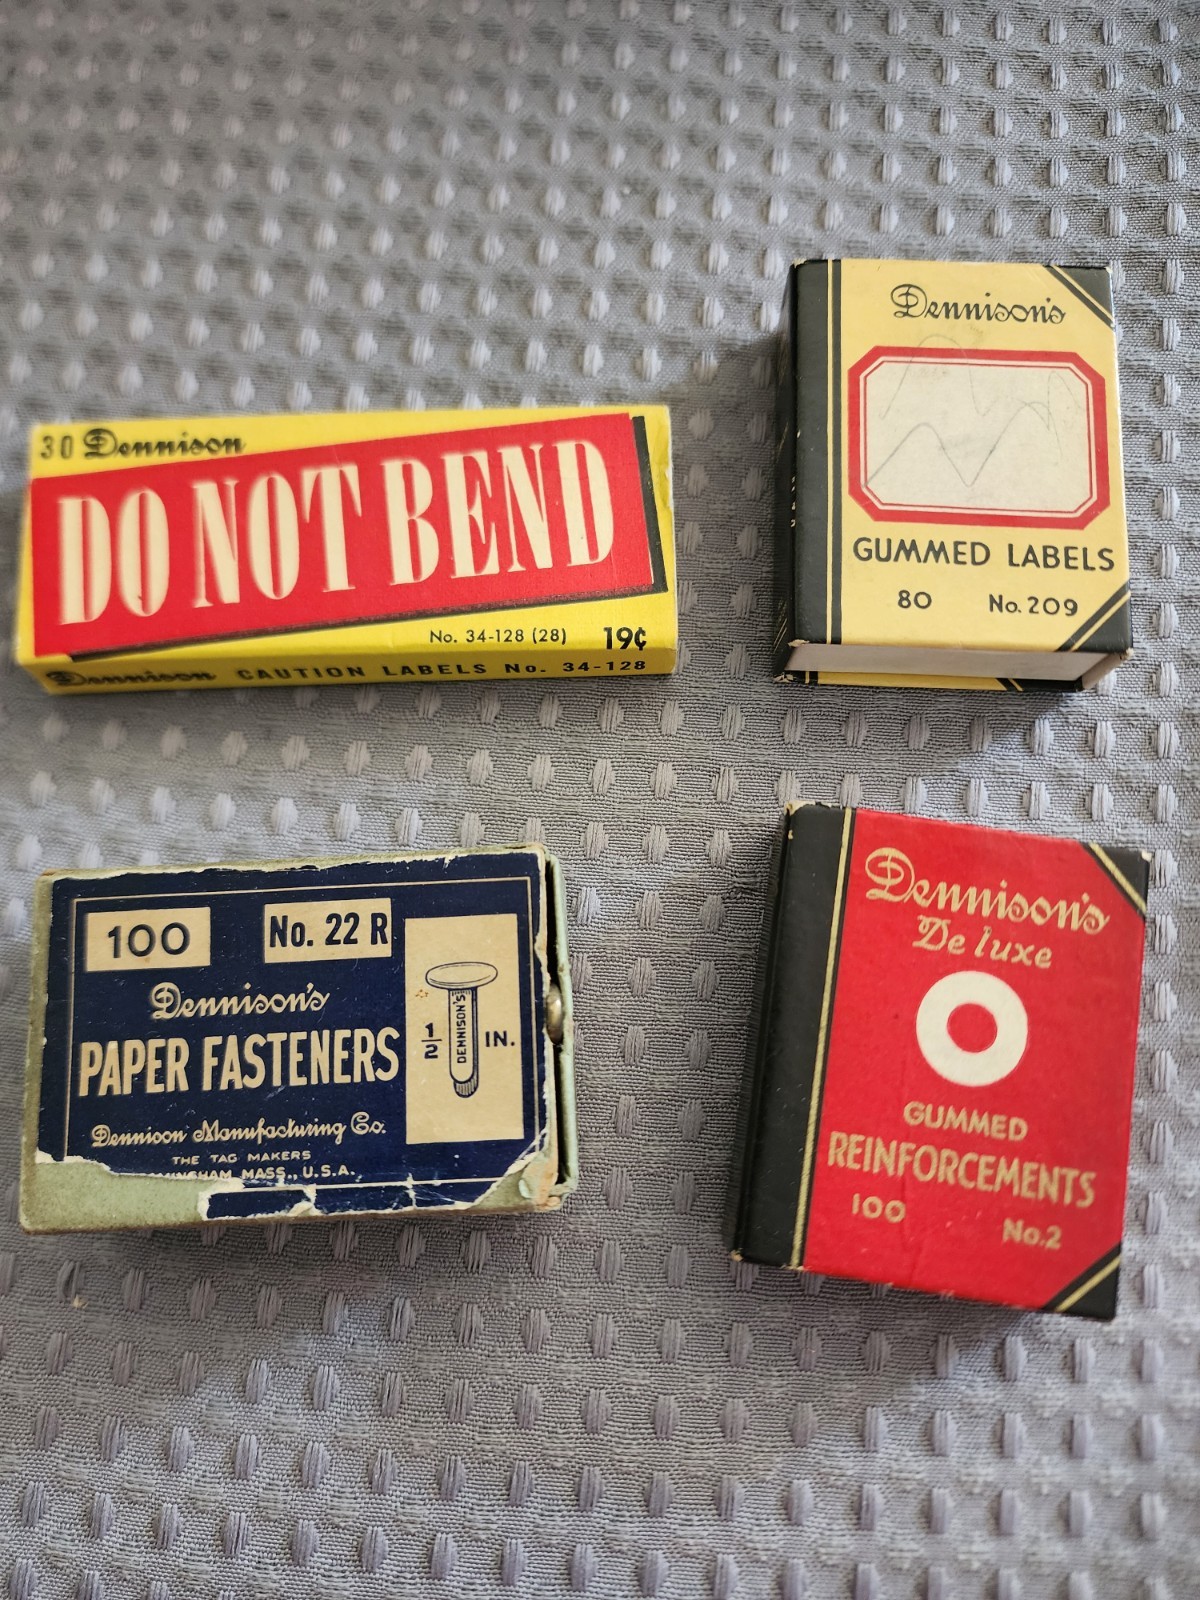 30 Dennison
DO NOT BEND
No. 34-128 (28) 19¢
Dennison CAUTION LABELS No. 34-128
Dennison's
GUMMED LABELS
80 No. 209
100 No. 22 R
Dennison's
PAPER FASTENERS
Dennison Manufacturing Co.
THE TAG MAKERS
MASS., U.S.A.
1/2 DENNISON'S IN.
Dennison's
De luxe
GUMMED
REINFORCEMENTS
100 No.2